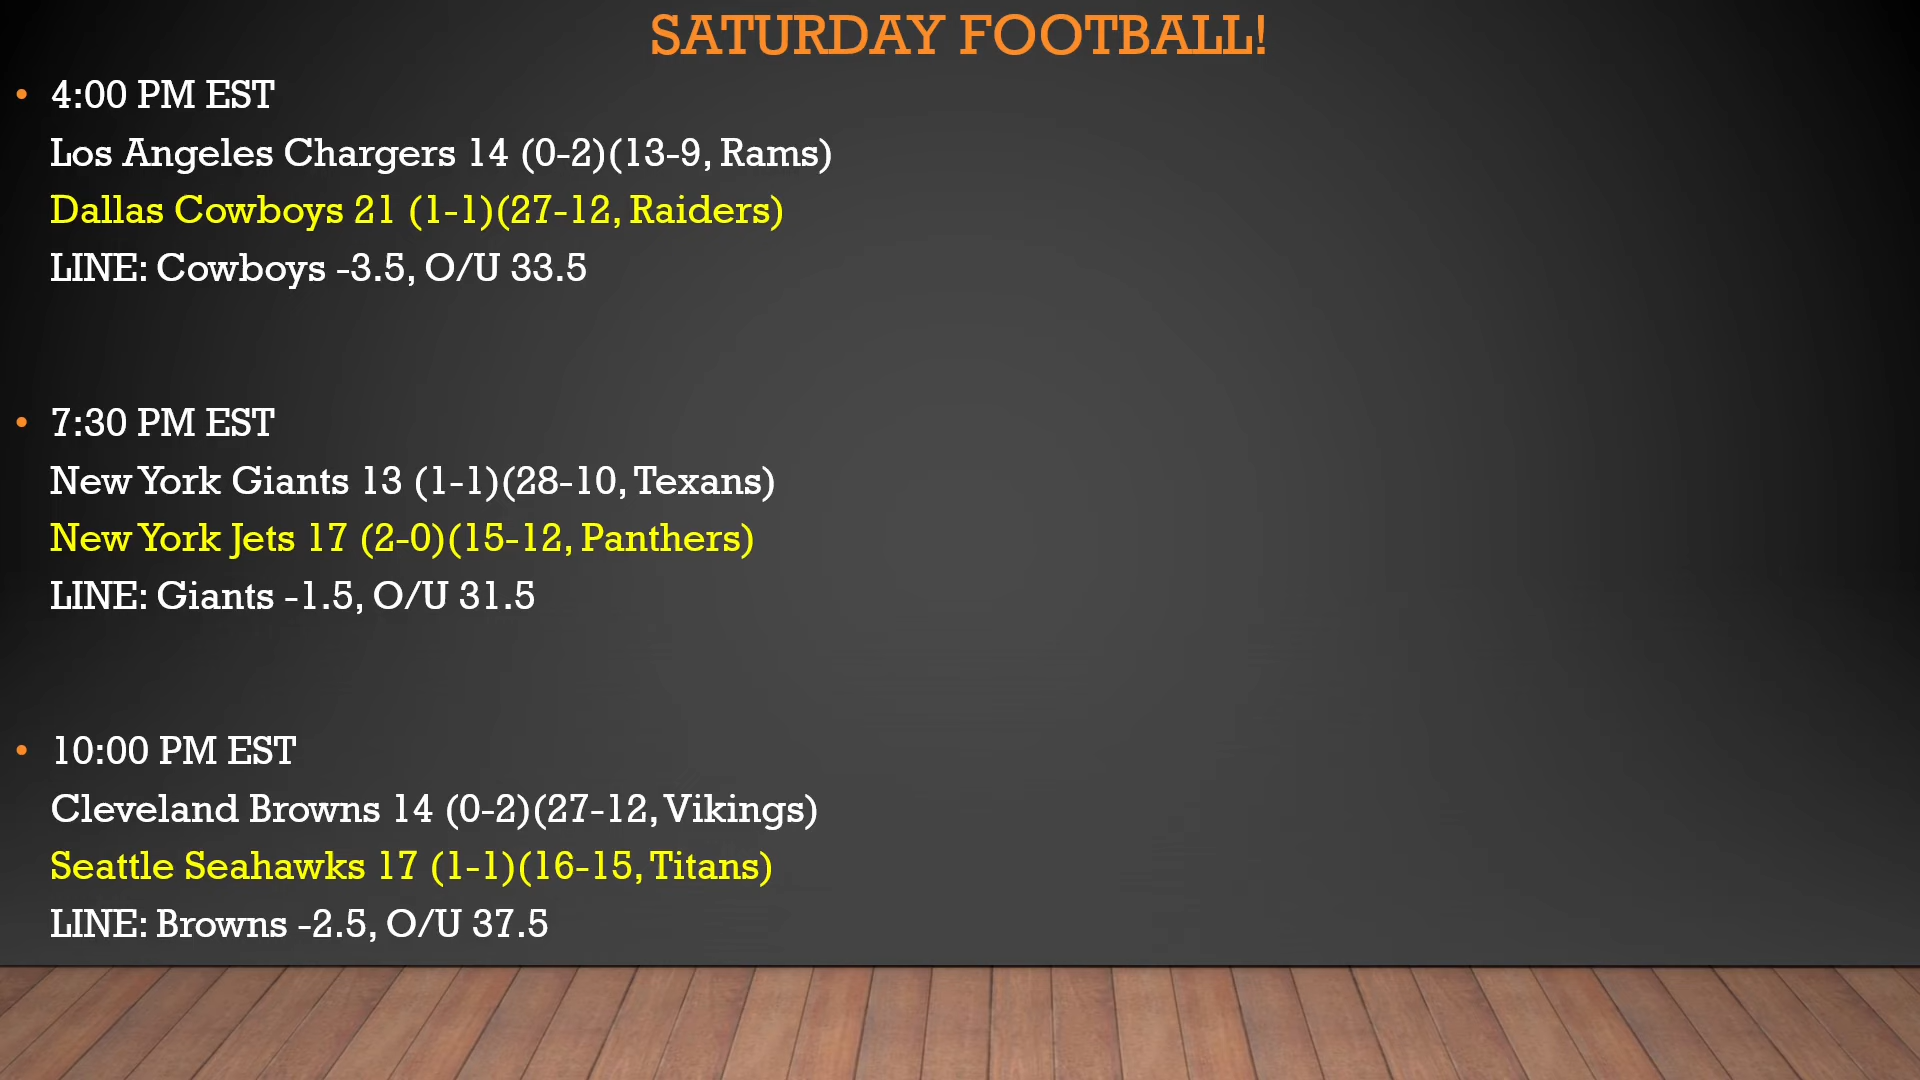 SATURDAY FOOTBALL!
• 4:00 PM EST
Los Angeles Chargers 14 (0-2)(13-9, Rams)
Dallas Cowboys 21 (1-1)(27-12, Raiders)
LINE: Cowboys -3.5, O/U 33.5
• 7:30 PM EST
New York Giants 13 (1-1)(28-10, Texans)
New York Jets 17 (2-0)(15-12, Panthers)
LINE: Giants -1.5, O/U 31.5
• 10:00 PM EST
Cleveland Browns 14 (0-2)(27-12, Vikings)
Seattle Seahawks 17 (1-1)(16-15, Titans)
LINE: Browns -2.5, O/U 37.5